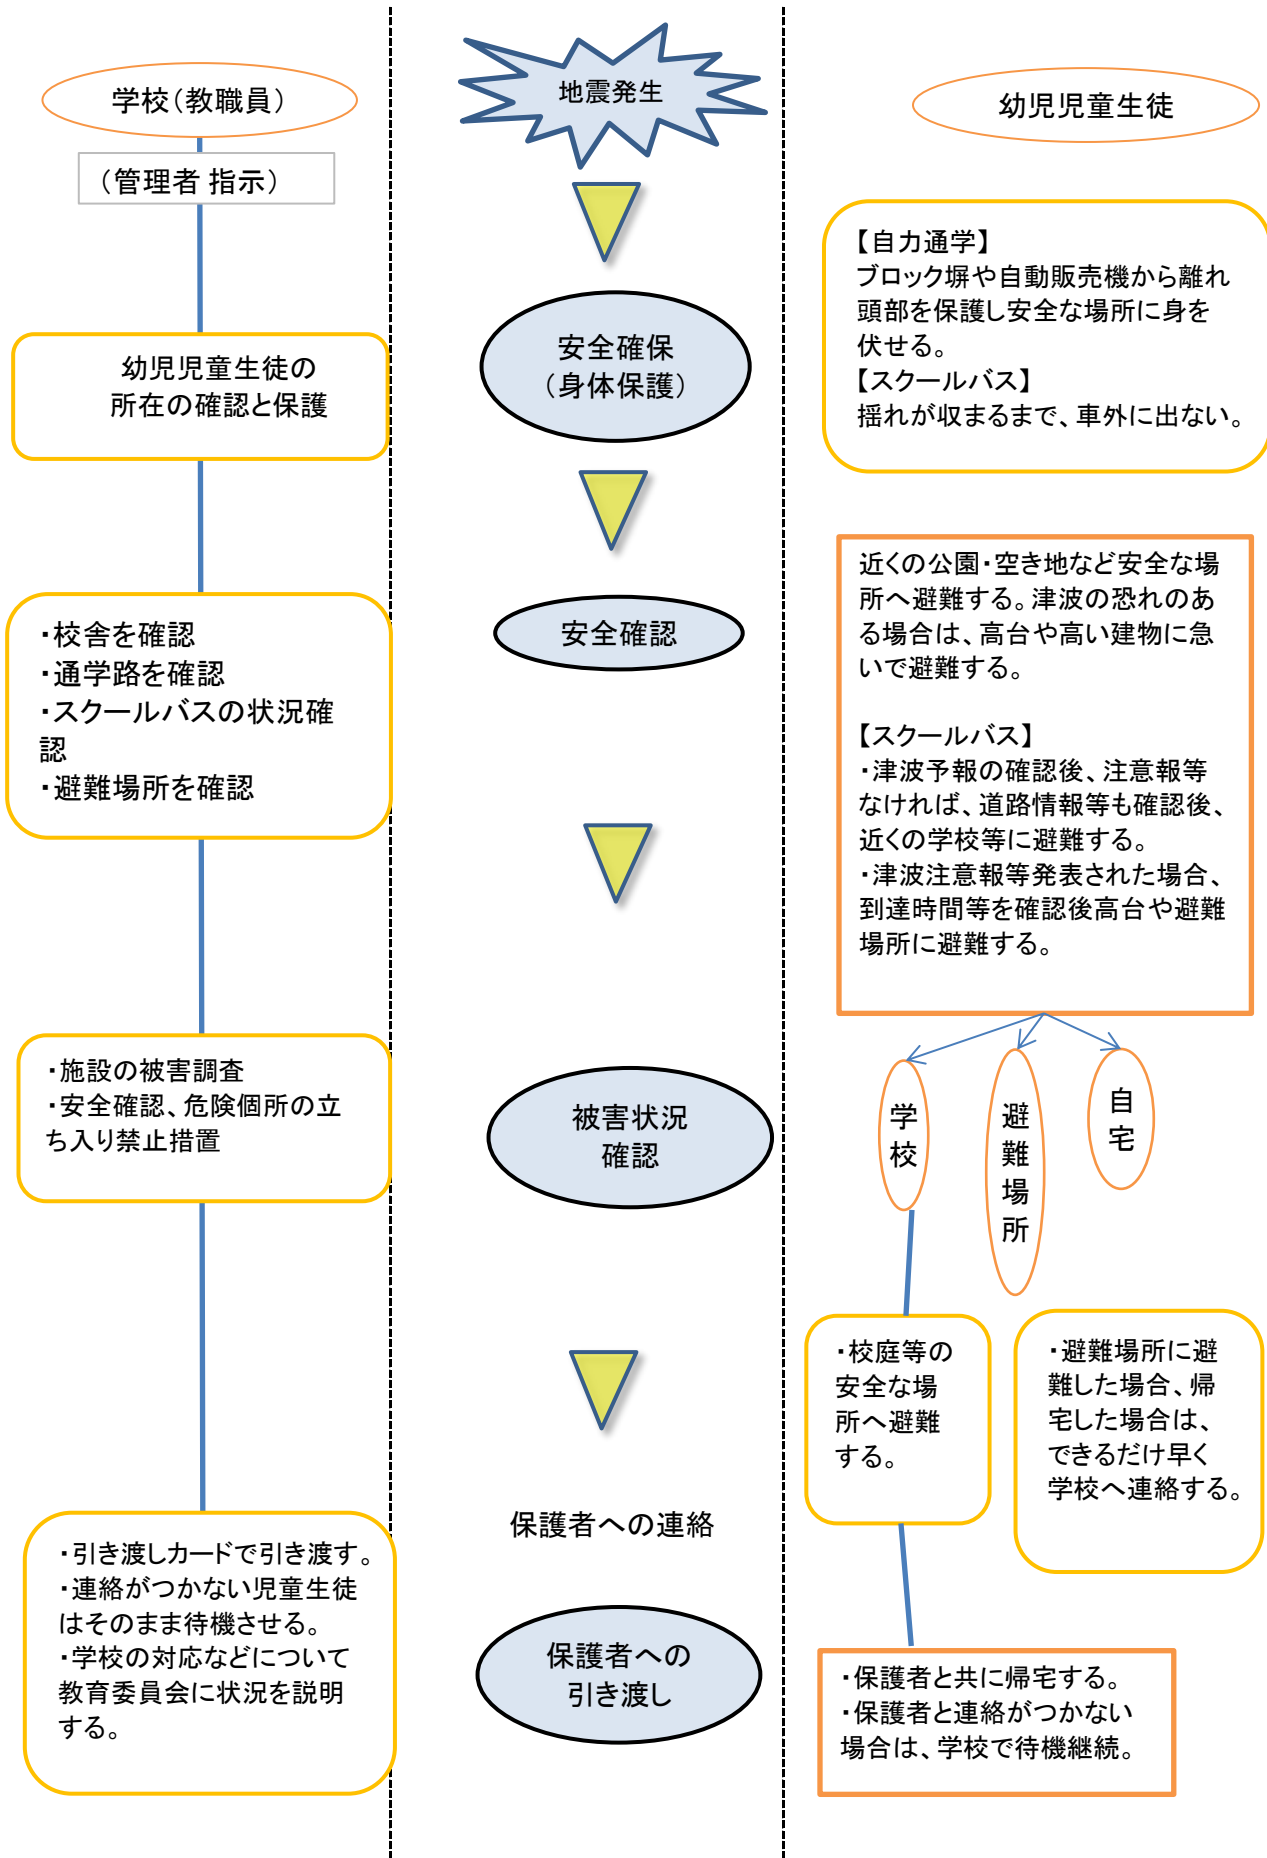 学校（教職員）
（管理者 指示）
幼児児童生徒の
所在の確認と保護
・校舎を確認
・通学路を確認
・スクールバスの状況確
認
・避難場所を確認
・施設の被害調査
・安全確認、危険個所の立
ち入り禁止措置
・引き渡しカードで引き渡す。
・連絡がつかない児童生徒
はそのまま待機させる。
・学校の対応などについて
教育委員会に状況を説明
する。
地震発生
安全確保
（身体保護）
安全確認
被害状況
確認
保護者への連絡
保護者への
引き渡し
幼児児童生徒
【自力通学】
ブロック塀や自動販売機から離れ
頭部を保護し安全な場所に身を
伏せる。
【スクールバス】
揺れが収まるまで、車外に出ない。
近くの公園・空き地など安全な場
所へ避難する。津波の恐れのあ
る場合は、高台や高い建物に急
いで避難する。
【スクールバス】
・津波予報の確認後、注意報等
なければ、道路情報等も確認後、
近くの学校等に避難する。
・津波注意報等発表された場合、
到達時間等を確認後高台や避難
場所に避難する。
学校
避難場所
自宅
・校庭等の
安全な場
所へ避難
する。
・避難場所に避
難した場合、帰
宅した場合は、
できるだけ早く
学校へ連絡する。
・保護者と共に帰宅する。
・保護者と連絡がつかない
場合は、学校で待機継続。